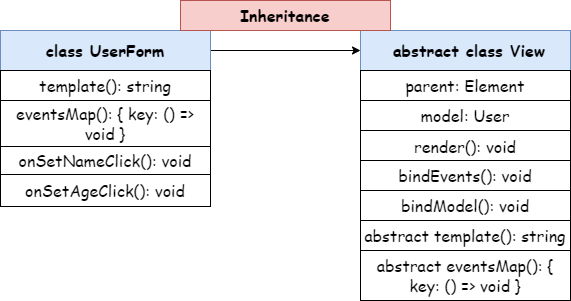 Inheritance
class UserForm
template(): string
eventsMap(): { key: () =>
void }
onSetNameClick(): void
onSetAgeClick(): void
abstract class View
parent: Element
model: User
render(): void
bindEvents(): void
bindModel(): void
abstract template(): string
abstract eventsMap(): {
key: () => void }